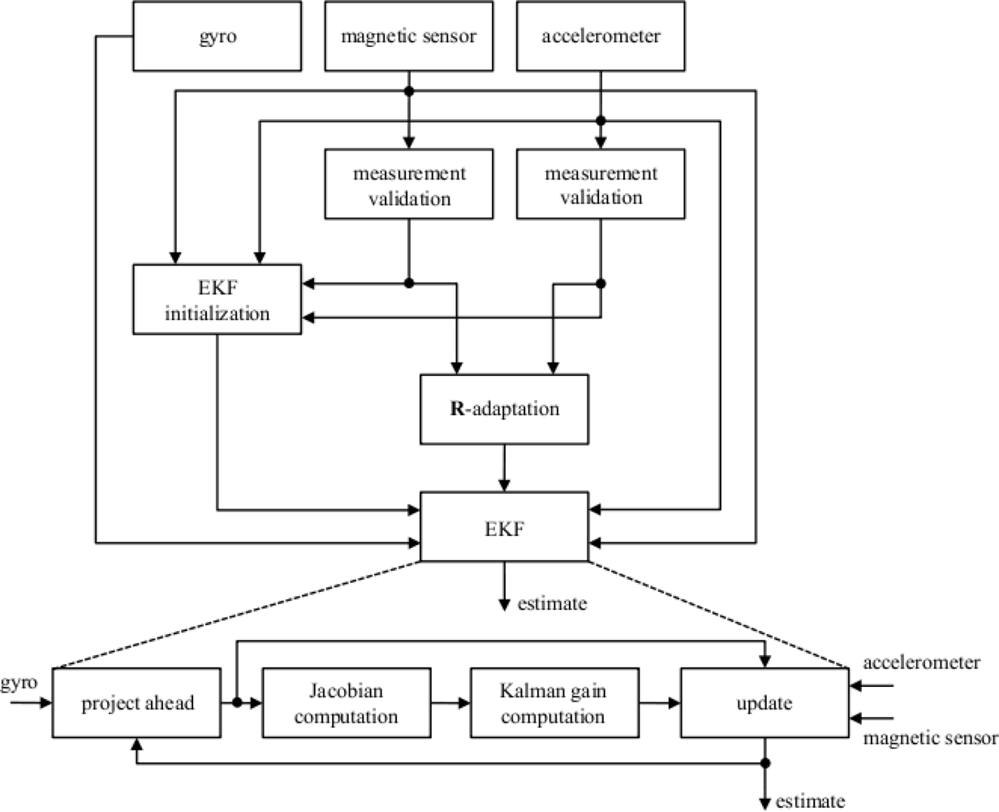 gyro
magnetic sensor
accelerometer
measurement
validation
measurement
validation
EKF
initialization
R-adaptation
EKF
estimate
gyro
project ahead
Jacobian
computation
Kalman gain
computation
update
accelerometer
magnetic sensor
estimate